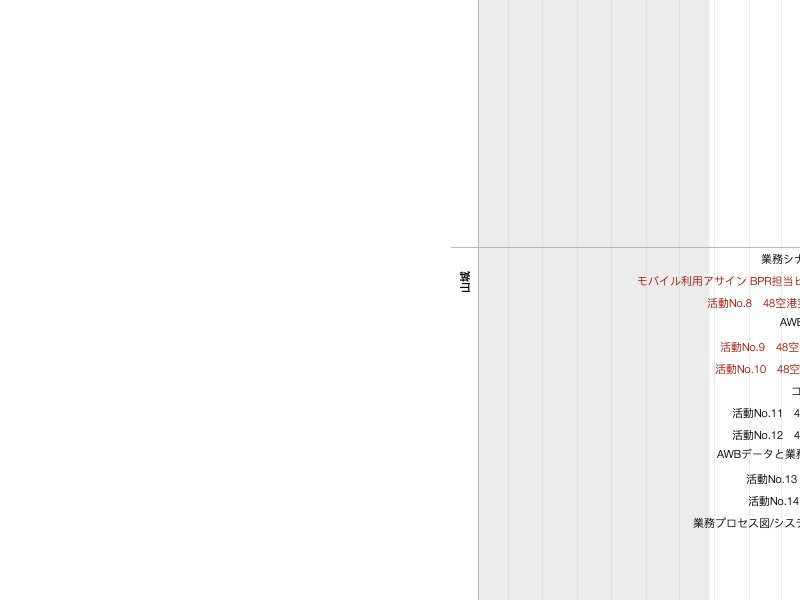 業務シナ
モバイル利用アサイン BPR担当ビ
活動No.8　48空港
AWB
活動No.9　48空
活動No.10　48空
コ
活動No.11　4
活動No.12　4
AWBデータと業務
活動No.13
活動No.14
業務プロセス図/システ